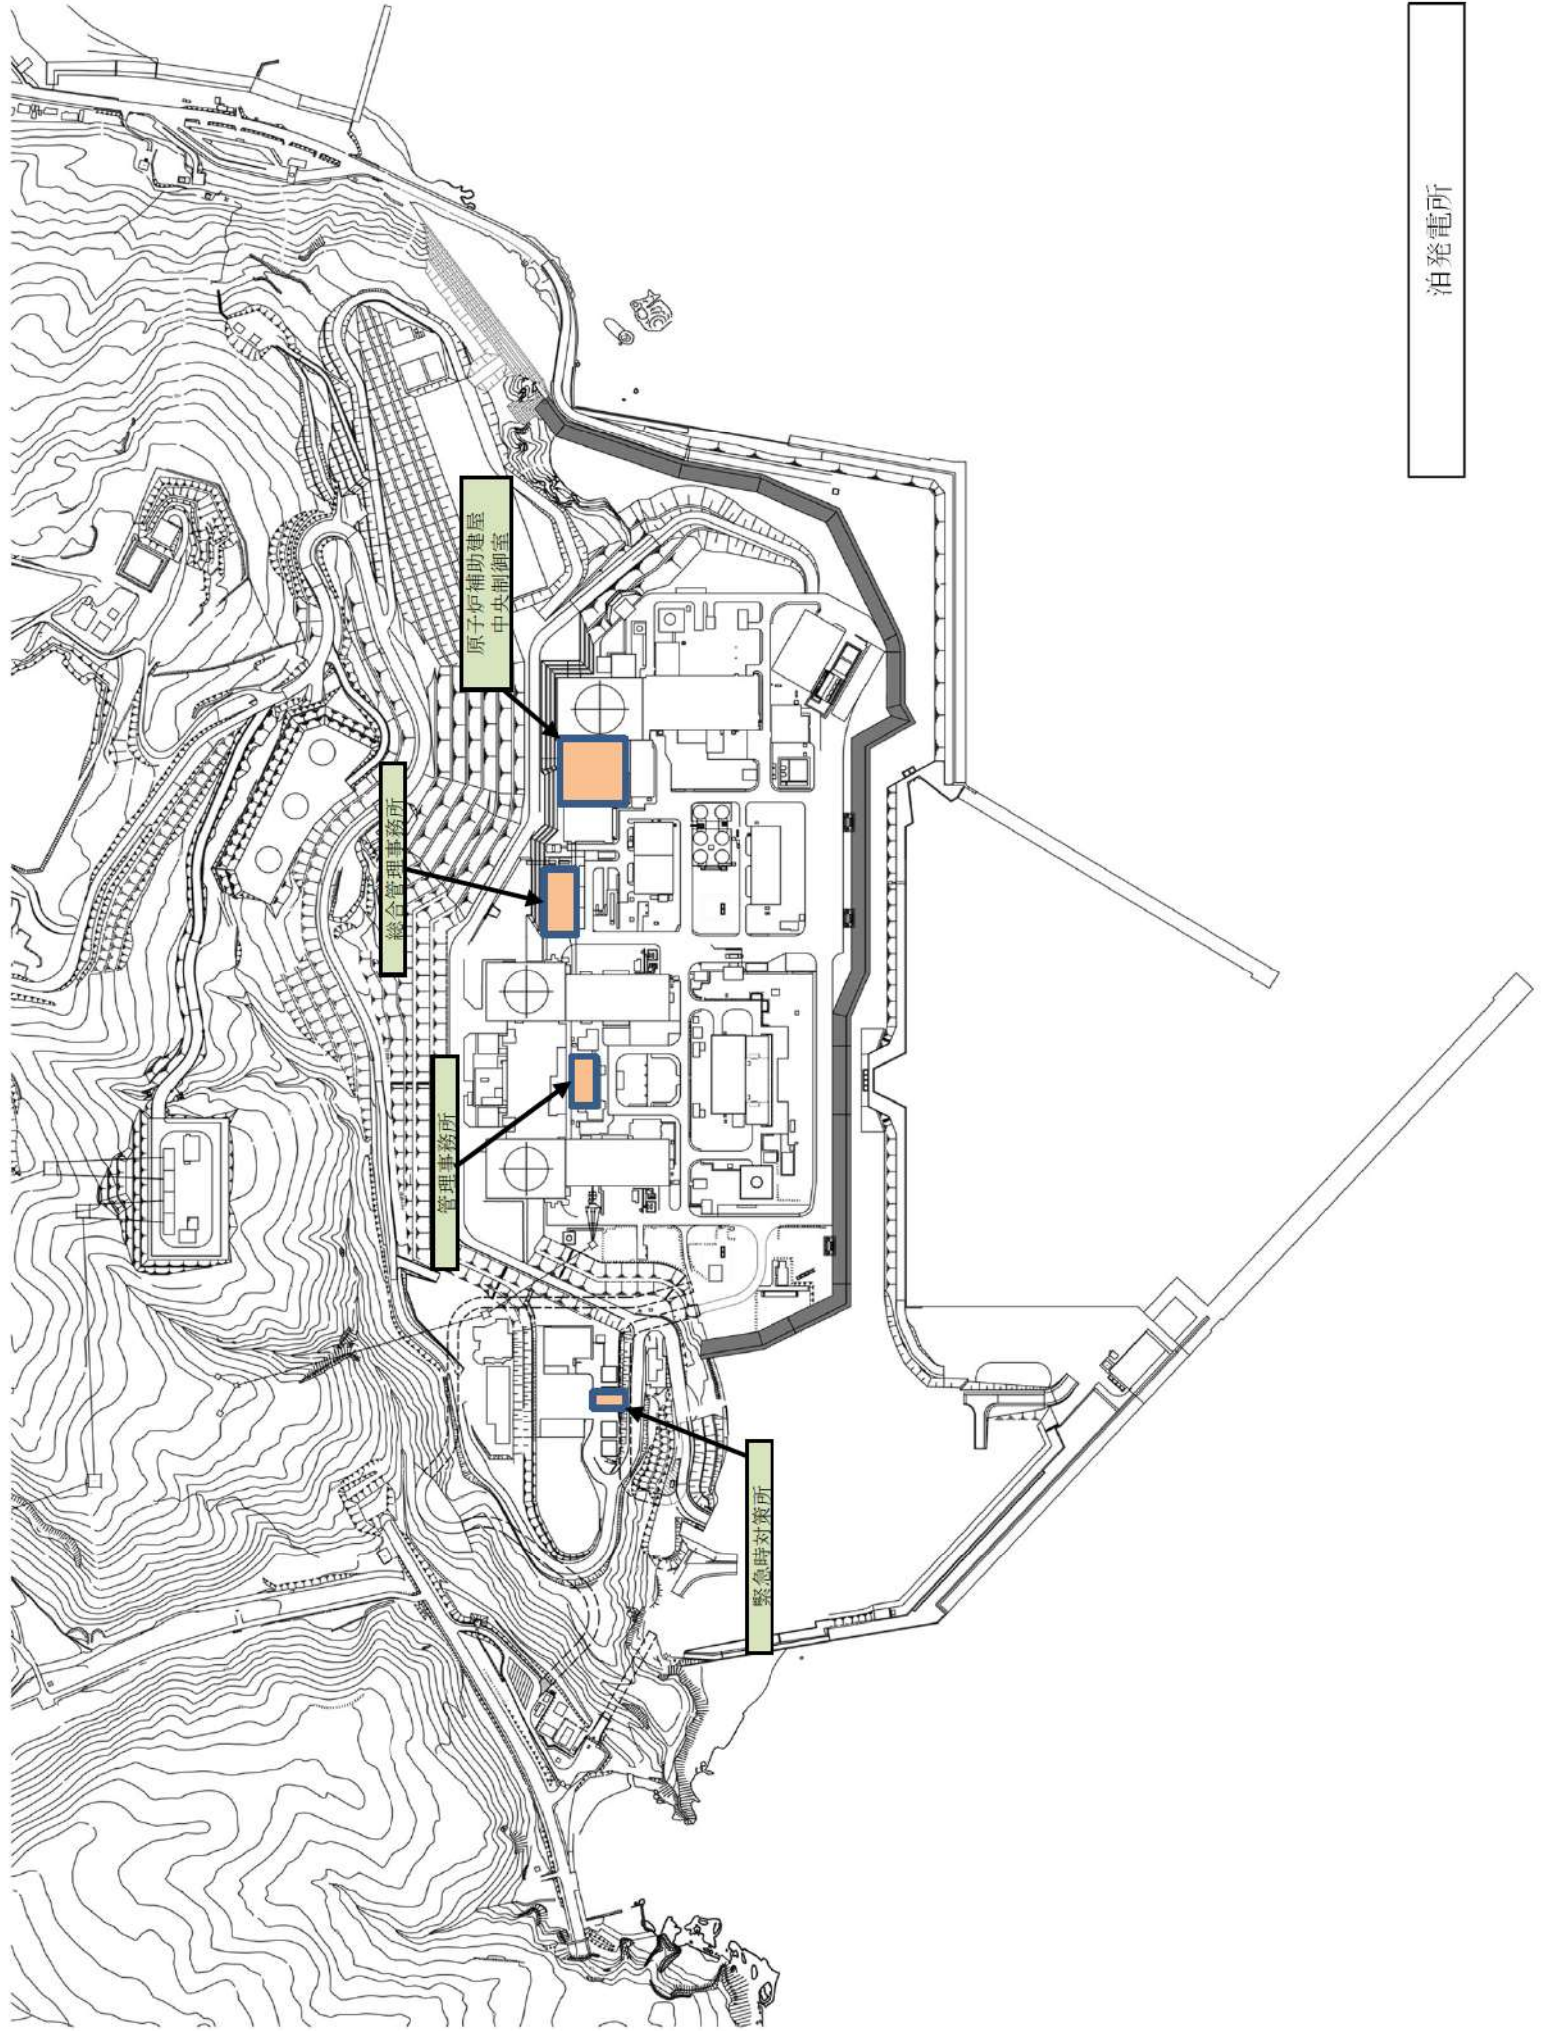 泊発電所
原子炉補助建屋
中央制御室
総合管理事務所
管理事務所
緊急時対策所